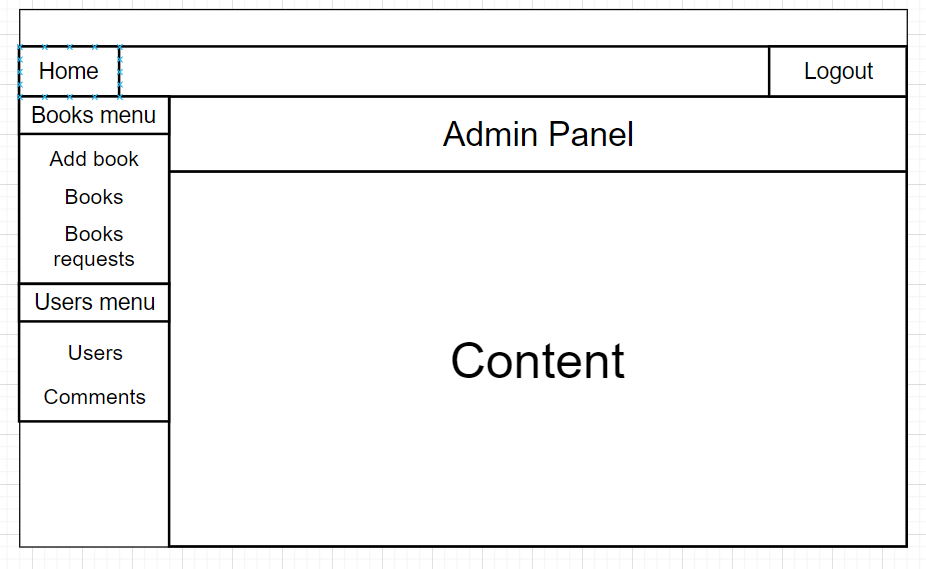 Home
Logout
Books menu
Admin Panel
Add book
Books
Books
requests
Users menu
Users
Comments
Content